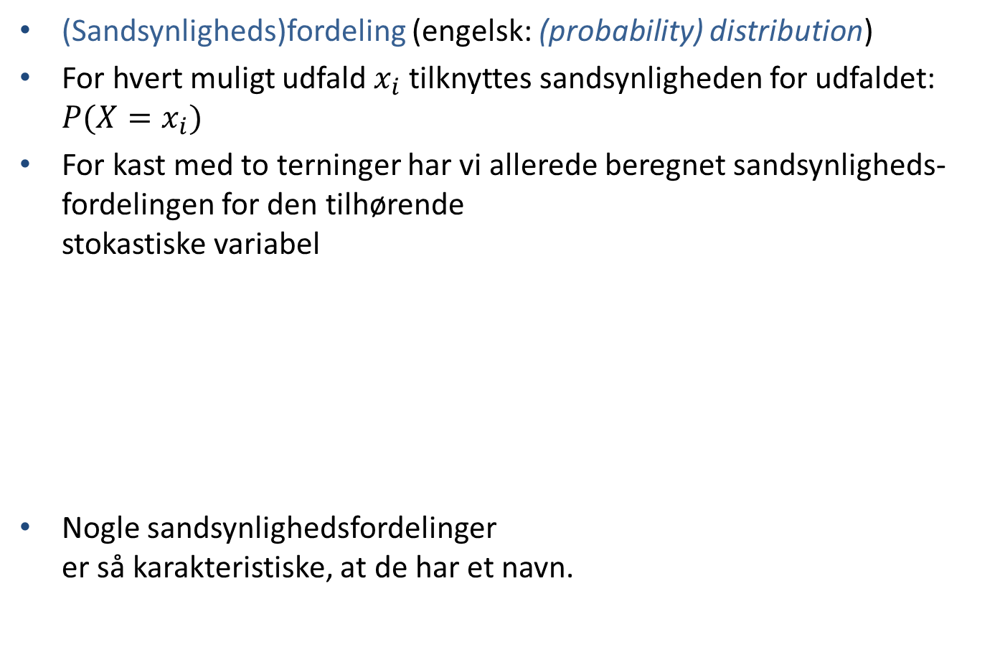 • (Sandsynligheds)fordeling (engelsk: (probability) distribution)
• For hvert muligt udfald xᵢ tilknyttes sandsynligheden for udfaldet:
P(X = xᵢ)
• For kast med to terninger har vi allerede beregnet sandsynligheds-
fordelingen for den tilhørende
stokastiske variabel
• Nogle sandsynlighedsfordelinger
er så karakteristiske, at de har et navn.